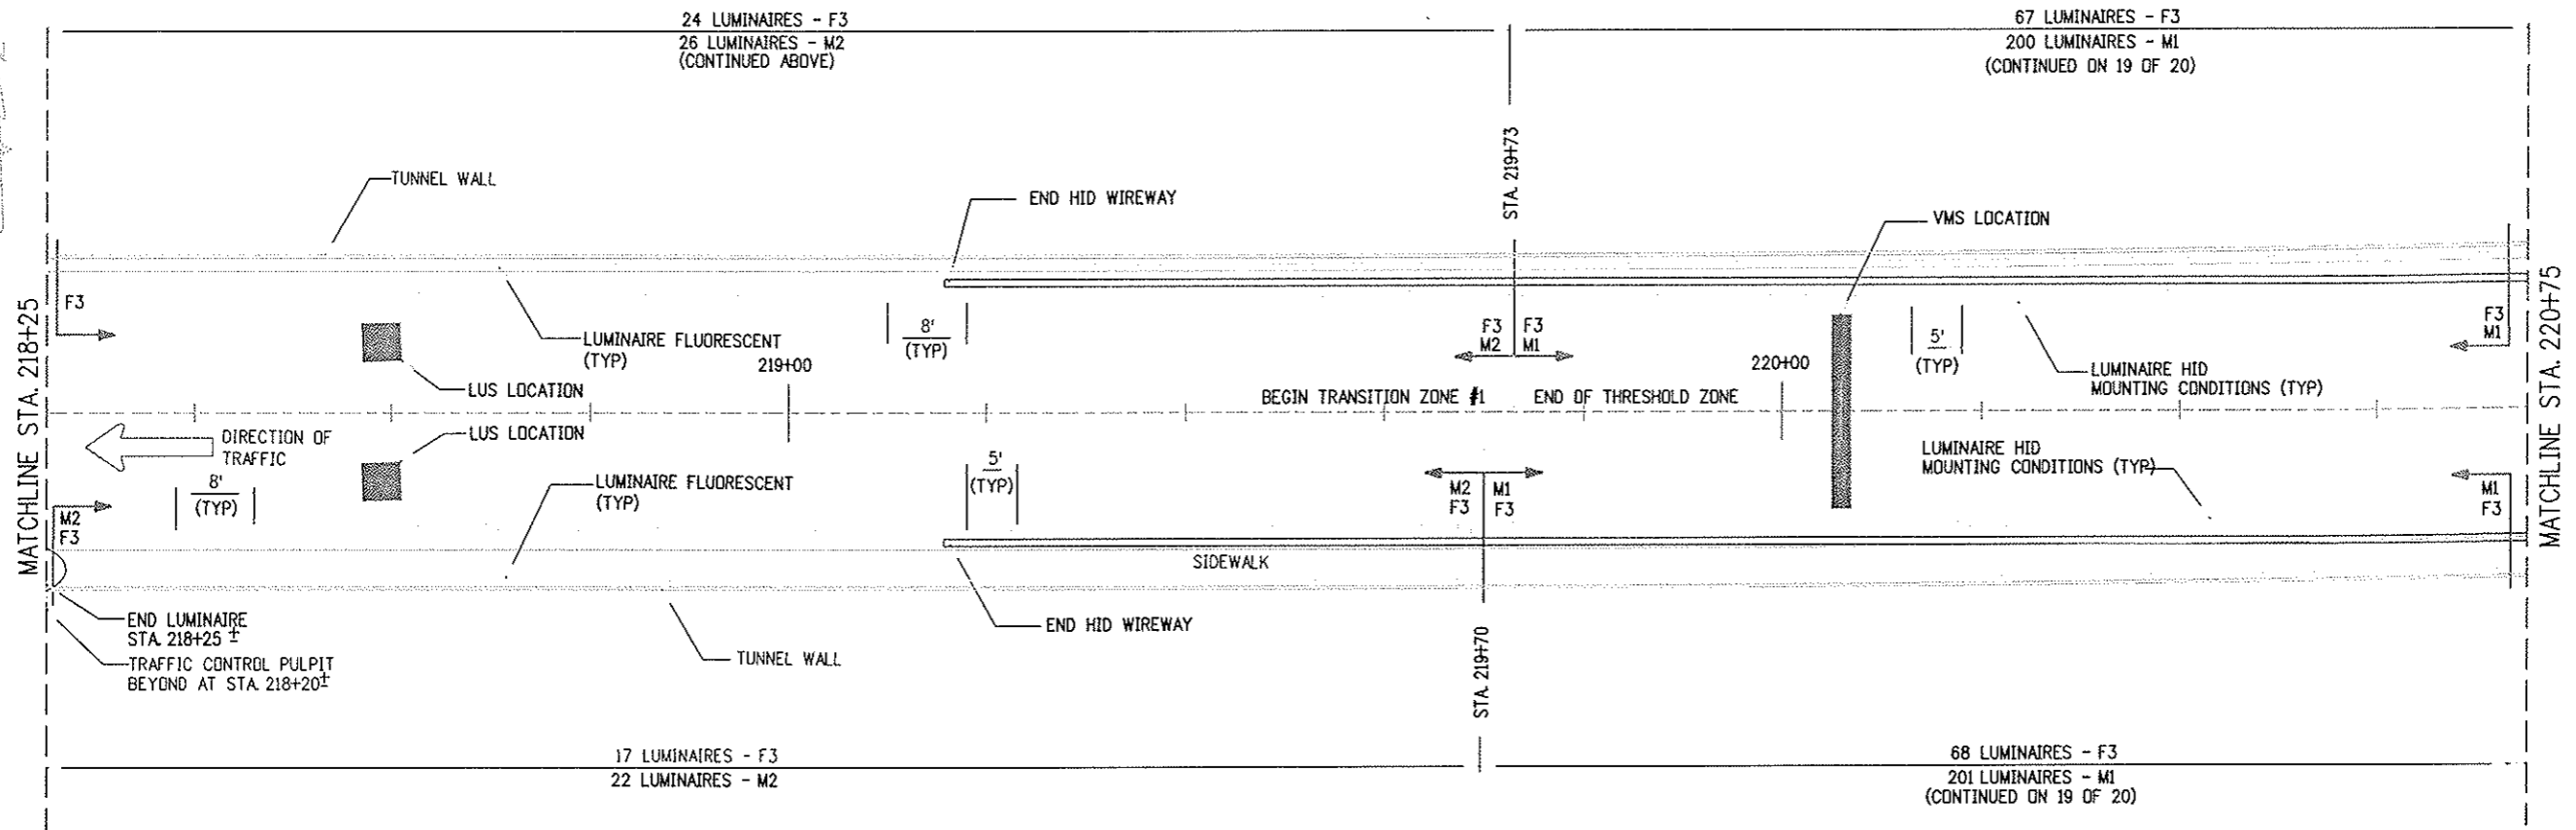 24 LUMINAIRES - F3
26 LUMINAIRES - M2
(CONTINUED ABOVE)
67 LUMINAIRES - F3
200 LUMINAIRES - M1
(CONTINUED ON 19 OF 20)
STA. 219+73
TUNNEL WALL
END HID WIREWAY
VMS LOCATION
MATCHLINE STA. 218+25
F3
LUMINAIRE FLUORESCENT
(TYP)
8'
(TYP)
F3
M2
F3
M1
5'
(TYP)
F3
M1
MATCHLINE STA. 220+75
LUS LOCATION
219+00
220+00
LUMINAIRE HID
MOUNTING CONDITIONS (TYP)
BEGIN TRANSITION ZONE #1
END OF THRESHOLD ZONE
DIRECTION OF
TRAFFIC
LUS LOCATION
LUMINAIRE HID
MOUNTING CONDITIONS (TYP)
8'
(TYP)
LUMINAIRE FLUORESCENT
(TYP)
5'
(TYP)
M2
F3
M1
F3
M1
F3
M2
F3
SIDEWALK
END LUMINAIRE
STA. 218+25 ±
TRAFFIC CONTROL PULPIT
BEYOND AT STA. 218+20±
TUNNEL WALL
END HID WIREWAY
STA. 219+70
17 LUMINAIRES - F3
22 LUMINAIRES - M2
68 LUMINAIRES - F3
201 LUMINAIRES - M1
(CONTINUED ON 19 OF 20)